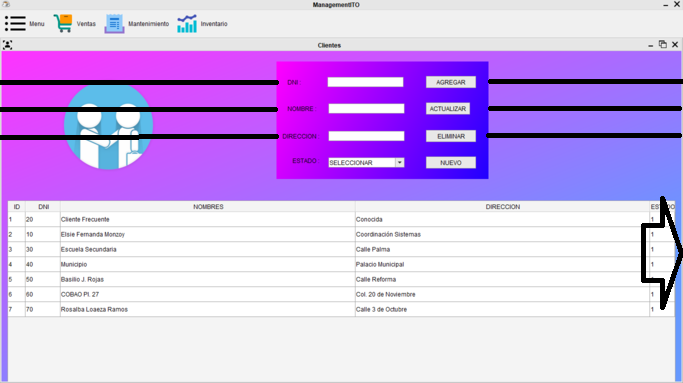 ManagementITO
Menu Ventas Mantenimiento Inventario
Clientes
DNI AGREGAR
NOMBRE : ACTUALIZAR
DIRECCION : ELIMINAR
ESTADO : SELECCIONAR NUEVO
ID DNI NOMBRES DIRECCION
1 20 Cliente Frecuente Conocida 1
2 10 Elsie Fernanda Monzoy Coordinación Sistemas 1
3 30 Escuela Secundaria Calle Palma 1
4 40 Municipio Palacio Municipal 1
5 50 Basilio J. Rojas Calle Reforma 1
6 60 COBAO Pl. 27 Col. 20 de Noviembre 1
7 70 Rosalba Loaeza Ramos Calle 3 de Octubre 1